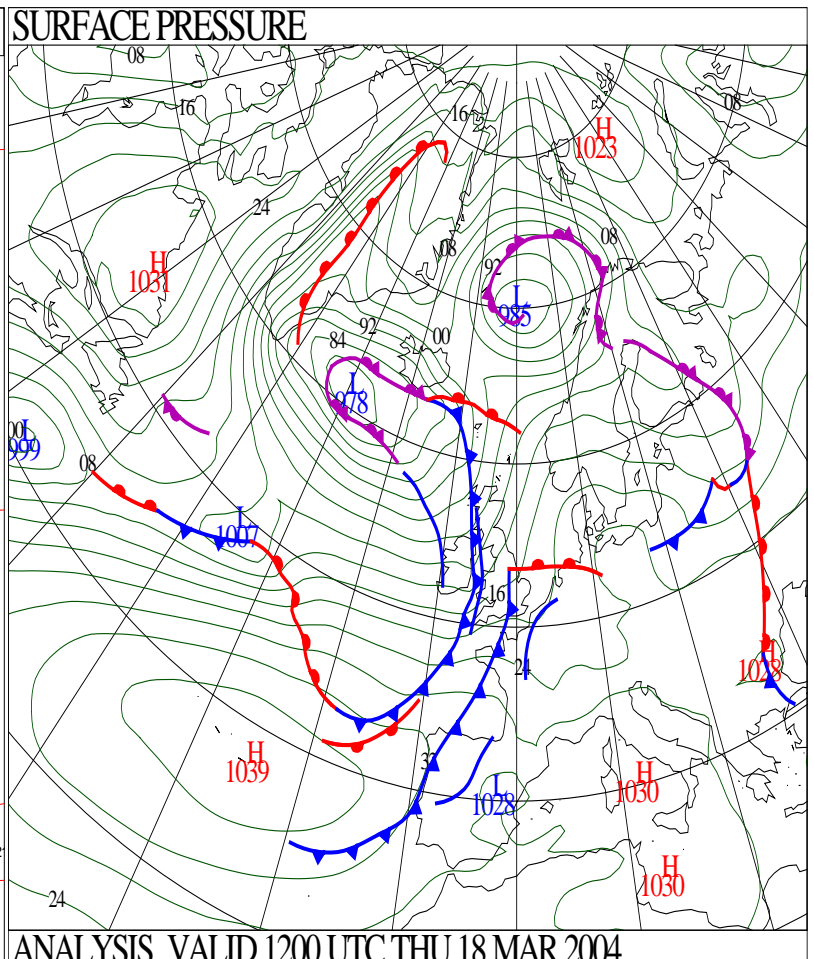 SURFACE PRESSURE
08
16
16
08
H
1023
24
08
08
H
1031
92
L
985
92
84
00
L
978
00
L
999
08
L
1007
16
24
H
1028
H
1039
32
L
1028
H
1030
H
1030
24
ANALYSIS VALID 1200 UTC THU 18 MAR 2004